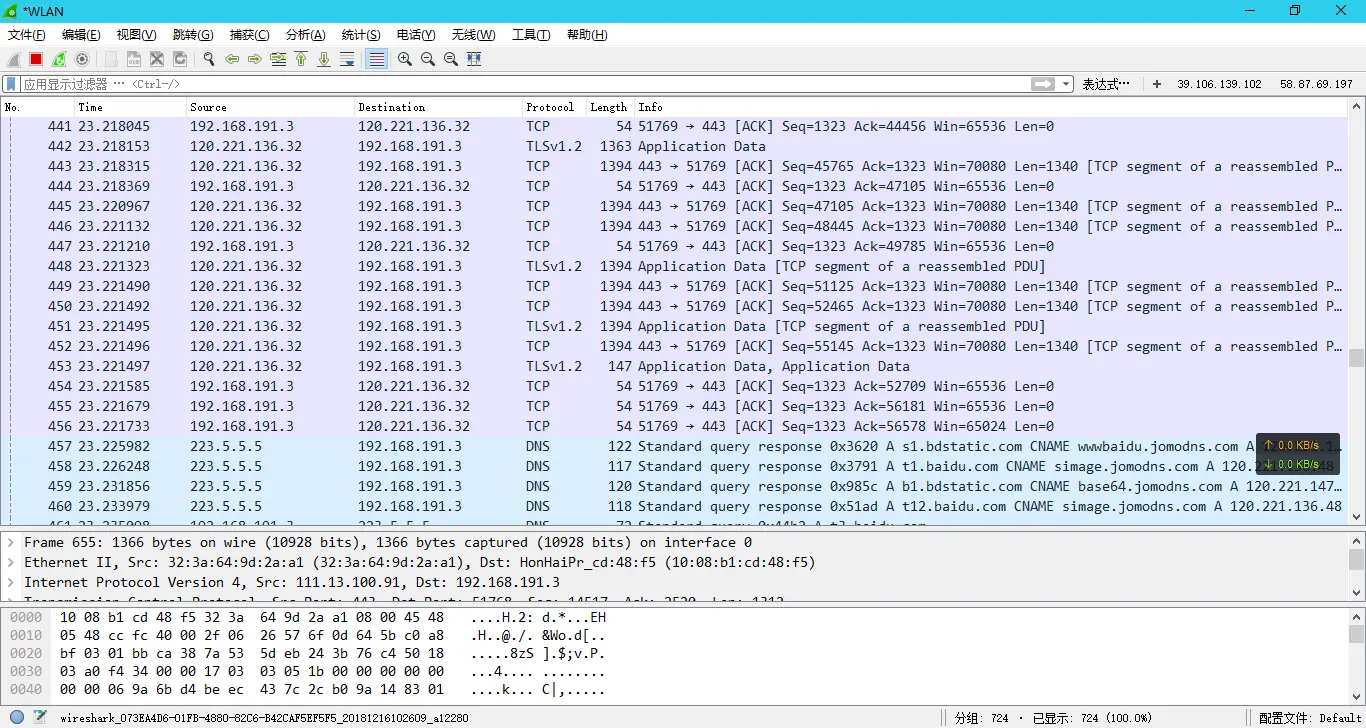 *WLAN
文件(F) 编辑(E) 视图(V) 跳转(G) 捕获(C) 分析(A) 统计(S) 电话(Y) 无线(W) 工具(T) 帮助(H)
应用显示过滤器 … <Ctrl-/> 表达式… + 39.106.139.102 58.87.69.197
No. Time Source Destination Protocol Length Info
441 23.218045 192.168.191.3 120.221.136.32 TCP 54 51769 → 443 [ACK] Seq=1323 Ack=44456 Win=65536 Len=0
442 23.218153 120.221.136.32 192.168.191.3 TLSv1.2 1363 Application Data
443 23.218315 120.221.136.32 192.168.191.3 TCP 1394 443 → 51769 [ACK] Seq=45765 Ack=1323 Win=70080 Len=1340 [TCP segment of a reassembled P…
444 23.218369 192.168.191.3 120.221.136.32 TCP 54 51769 → 443 [ACK] Seq=1323 Ack=47105 Win=65536 Len=0
445 23.220967 120.221.136.32 192.168.191.3 TCP 1394 443 → 51769 [ACK] Seq=47105 Ack=1323 Win=70080 Len=1340 [TCP segment of a reassembled P…
446 23.221132 120.221.136.32 192.168.191.3 TCP 1394 443 → 51769 [ACK] Seq=48445 Ack=1323 Win=70080 Len=1340 [TCP segment of a reassembled P…
447 23.221210 192.168.191.3 120.221.136.32 TCP 54 51769 → 443 [ACK] Seq=1323 Ack=49785 Win=65536 Len=0
448 23.221323 120.221.136.32 192.168.191.3 TLSv1.2 1394 Application Data [TCP segment of a reassembled PDU]
449 23.221490 120.221.136.32 192.168.191.3 TCP 1394 443 → 51769 [ACK] Seq=51125 Ack=1323 Win=70080 Len=1340 [TCP segment of a reassembled P…
450 23.221492 120.221.136.32 192.168.191.3 TCP 1394 443 → 51769 [ACK] Seq=52465 Ack=1323 Win=70080 Len=1340 [TCP segment of a reassembled P…
451 23.221495 120.221.136.32 192.168.191.3 TLSv1.2 1394 Application Data [TCP segment of a reassembled PDU]
452 23.221496 120.221.136.32 192.168.191.3 TCP 1394 443 → 51769 [ACK] Seq=55145 Ack=1323 Win=70080 Len=1340 [TCP segment of a reassembled P…
453 23.221497 120.221.136.32 192.168.191.3 TLSv1.2 147 Application Data, Application Data
454 23.221585 192.168.191.3 120.221.136.32 TCP 54 51769 → 443 [ACK] Seq=1323 Ack=52709 Win=65536 Len=0
455 23.221679 192.168.191.3 120.221.136.32 TCP 54 51769 → 443 [ACK] Seq=1323 Ack=56181 Win=65536 Len=0
456 23.221733 192.168.191.3 120.221.136.32 TCP 54 51769 → 443 [ACK] Seq=1323 Ack=56578 Win=65024 Len=0
457 23.225982 223.5.5.5 192.168.191.3 DNS 122 Standard query response 0x3620 A s1.bdstatic.com CNAME wwwbaidu.jomodns.com A ↑ 0.0 KB/s
458 23.226248 223.5.5.5 192.168.191.3 DNS 117 Standard query response 0x3791 A t1.baidu.com CNAME simage.jomodns.com A ↓ 0.0 KB/s
459 23.231856 223.5.5.5 192.168.191.3 DNS 120 Standard query response 0x985c A b1.bdstatic.com CNAME base64.jomodns.com A 120.221.147…
460 23.233979 223.5.5.5 192.168.191.3 DNS 118 Standard query response 0x51ad A t12.baidu.com CNAME simage.jomodns.com A 120.221.136.48
Frame 655: 1366 bytes on wire (10928 bits), 1366 bytes captured (10928 bits) on interface 0
Ethernet II, Src: 32:3a:64:9d:2a:a1 (32:3a:64:9d:2a:a1), Dst: HonHaiPr_cd:48:f5 (10:08:b1:cd:48:f5)
Internet Protocol Version 4, Src: 111.13.100.91, Dst: 192.168.191.3
0000 10 08 b1 cd 48 f5 32 3a 64 9d 2a a1 08 00 45 48 ....H.2: d.*...EH
0010 05 48 cc fc 40 00 2f 06 26 57 6f 0d 64 5b c0 a8 .H..@./. &Wo.d[..
0020 bf 03 01 bb ca 38 7a 53 5d eb 24 3b 76 c4 50 18 .....8zS ].$;v.P.
0030 03 a0 f4 34 00 00 17 03 03 05 1b 00 00 00 00 00 ...4.... ........
0040 00 00 06 9a 6b d4 be ec 43 7c 2c b0 9a 14 83 01 ....k... C|,.....
wireshark_073EA4D6-01FB-4880-82C6-B42CAF5EF5F5_20181216102609_a12280 分组: 724 · 已显示: 724 (100.0%) 配置文件: Default